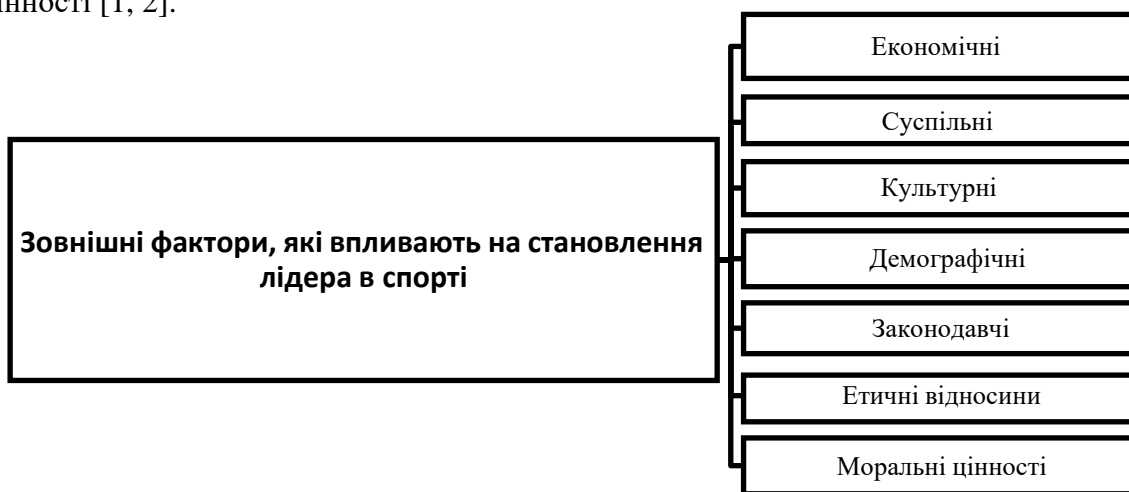 інності [1, 2].
Економічні
Суспільні
Культурні
Зовнішні фактори, які впливають на становлення
лідера в спорті
Демографічні
Законодавчі
Етичні відносини
Моральні цінності